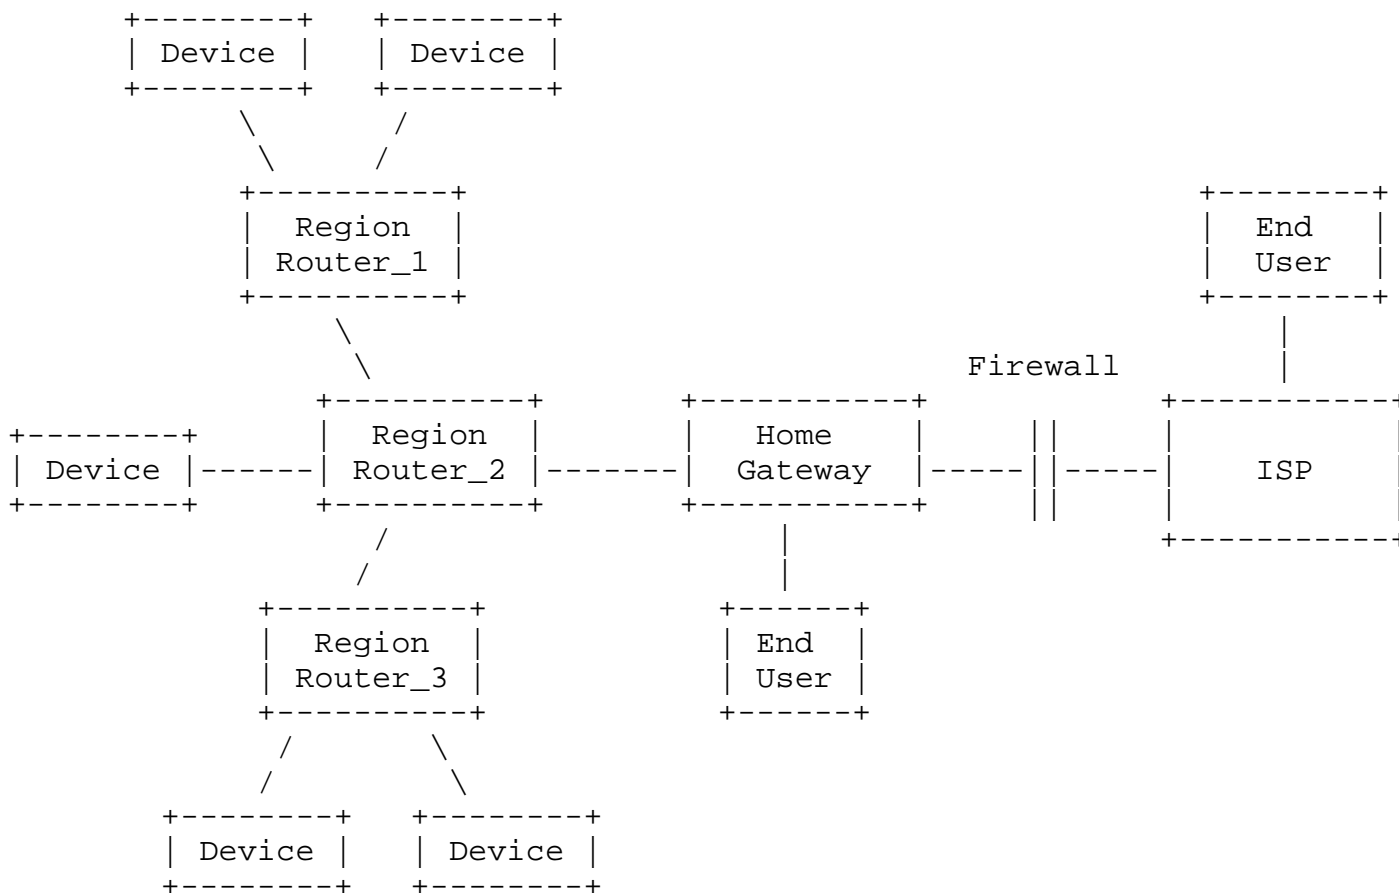 Device Device
Region
Router_1
End
User
Firewall
Region
Router_2
Home
Gateway
Device
ISP
Region
Router_3
End
User
Device Device